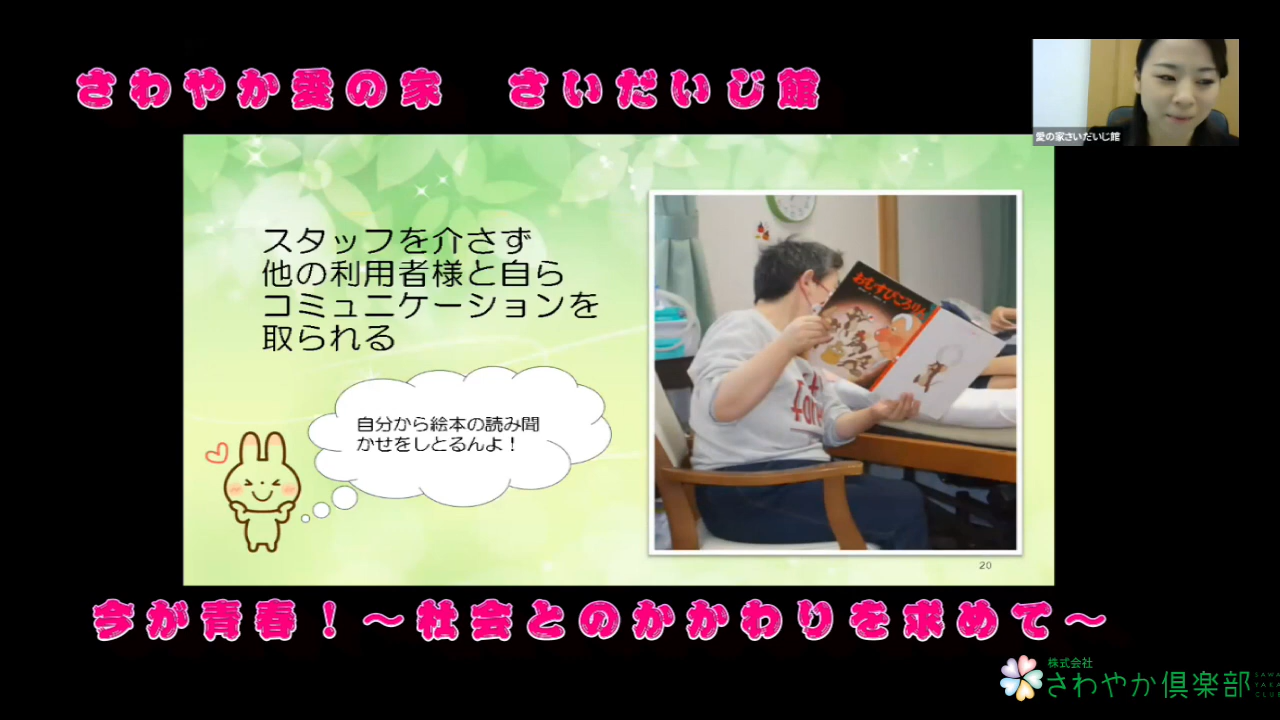 さわやか愛の家　さいだいじ館
愛の家さいだいじ館
スタッフを介さず
他の利用者様と自ら
コミュニケーションを
取られる
自分から絵本の読み聞
かせをしとるんよ！
おむすびころりん
20
今が青春！～社会とのかかわりを求めて～
株式会社
さわやか倶楽部
SAWA
YAKA
CLUB